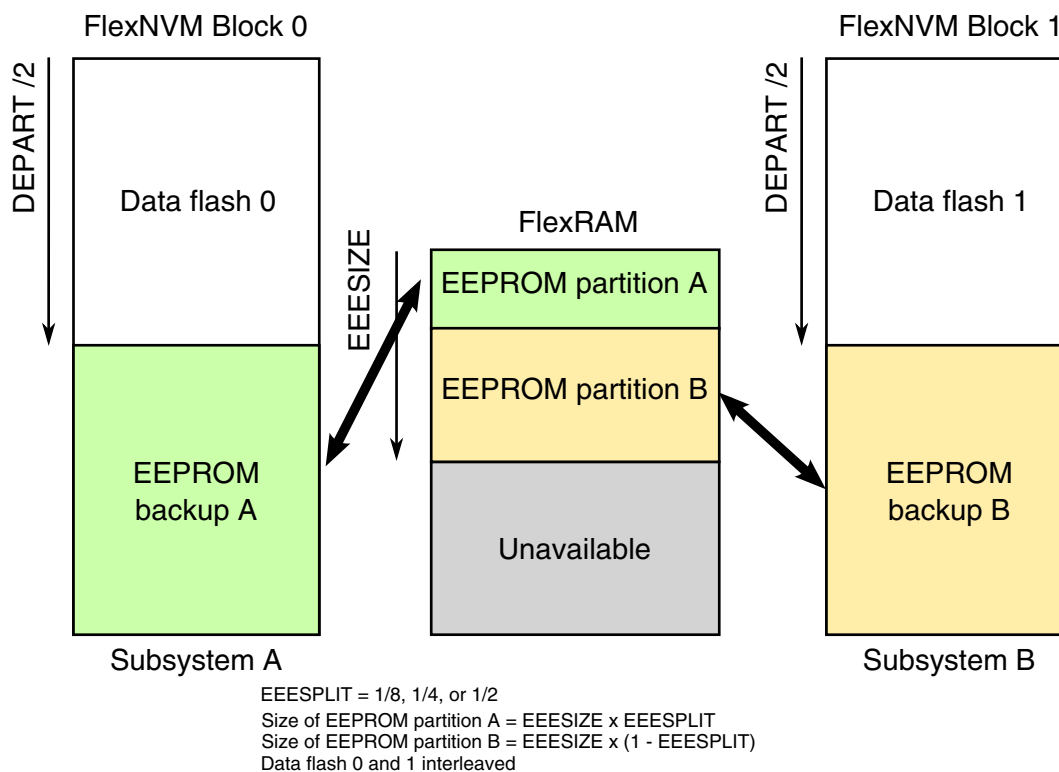 FlexNVM Block 0
FlexNVM Block 1
DEPART /2
DEPART /2
Data flash 0
Data flash 1
FlexRAM
EEESIZE
EEPROM partition A
EEPROM partition B
EEPROM
backup A
EEPROM
backup B
Unavailable
Subsystem A
Subsystem B
EEESPLIT = 1/8, 1/4, or 1/2
Size of EEPROM partition A = EEESIZE x EEESPLIT
Size of EEPROM partition B = EEESIZE x (1 - EEESPLIT)
Data flash 0 and 1 interleaved